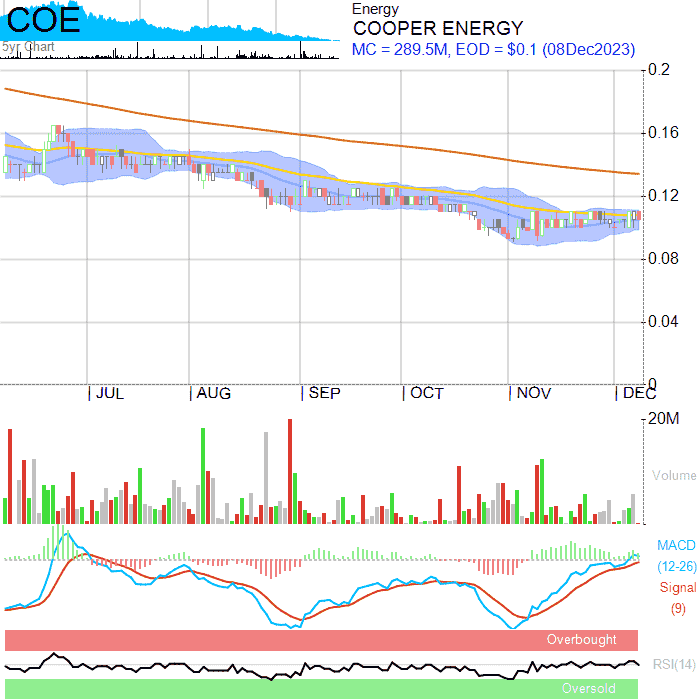 COE
5yr Chart
Energy
COOPER ENERGY
MC = 289.5M, EOD = $0.1 (08Dec2023)
0.2
0.16
0.12
0.08
0.04
0
JUL AUG SEP OCT NOV DEC
20M
Volume
MACD
(12-26)
Signal
(9)
Overbought
RSI(14)
Oversold